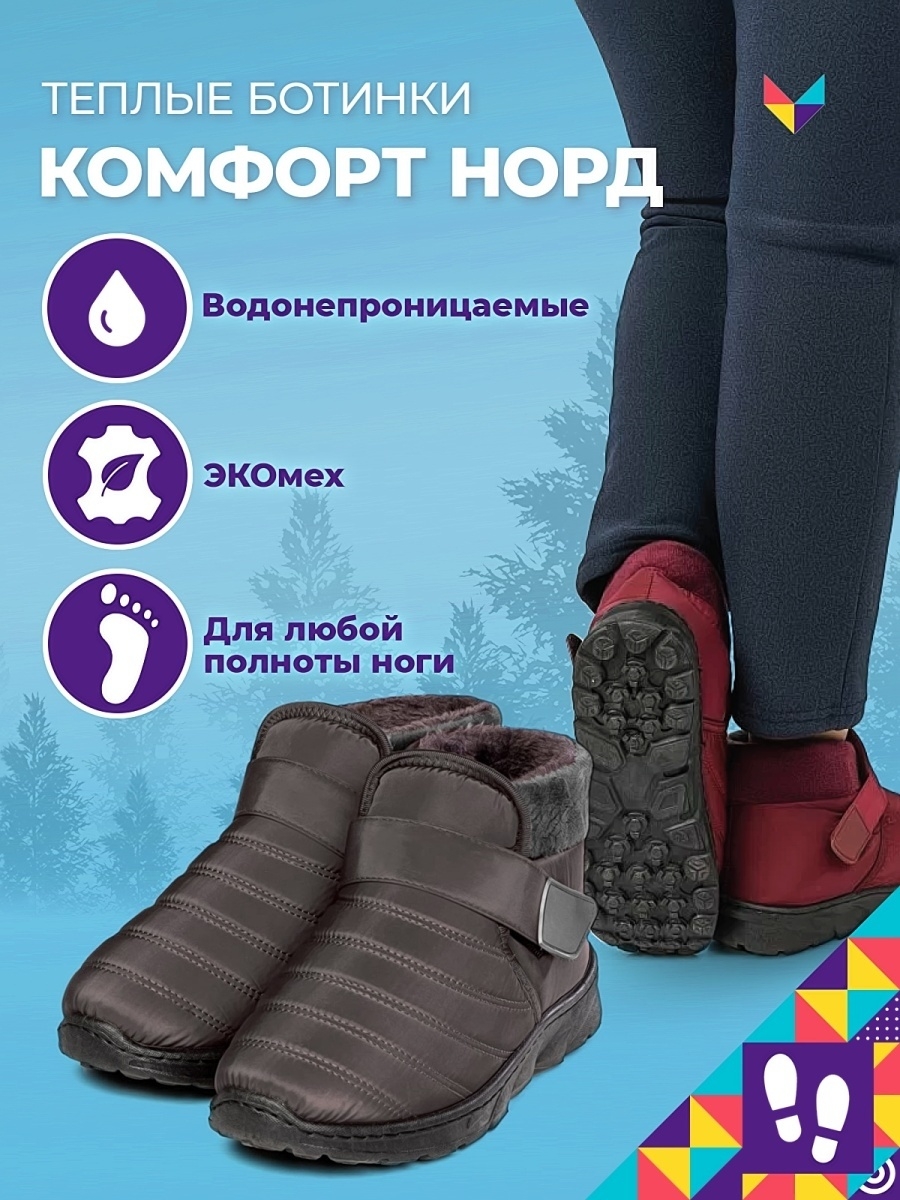 ТЕПЛЫЕ БОТИНКИ
КОМФОРТ НОРД
Водонепроницаемые
ЭКОмех
Для любой
полноты ноги